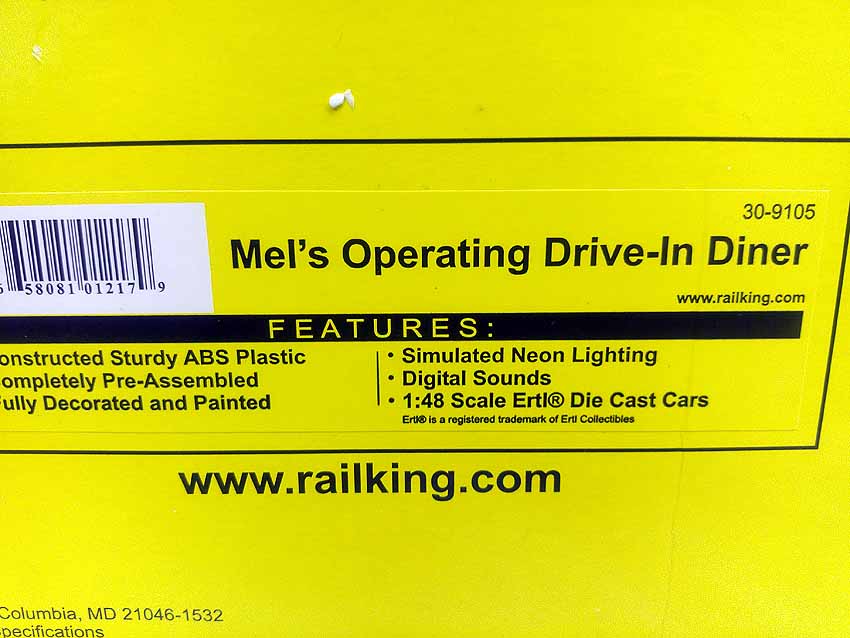 30-9105
Mel's Operating Drive-In Diner
58081 01217 9
www.railking.com
FEATURES:
onstructed Sturdy ABS Plastic
ompletely Pre-Assembled
ully Decorated and Painted
• Simulated Neon Lighting
• Digital Sounds
• 1:48 Scale Ertl® Die Cast Cars
Ertl® is a registered trademark of Ertl Collectibles
www.railking.com
Columbia, MD 21046-1532
pecifications